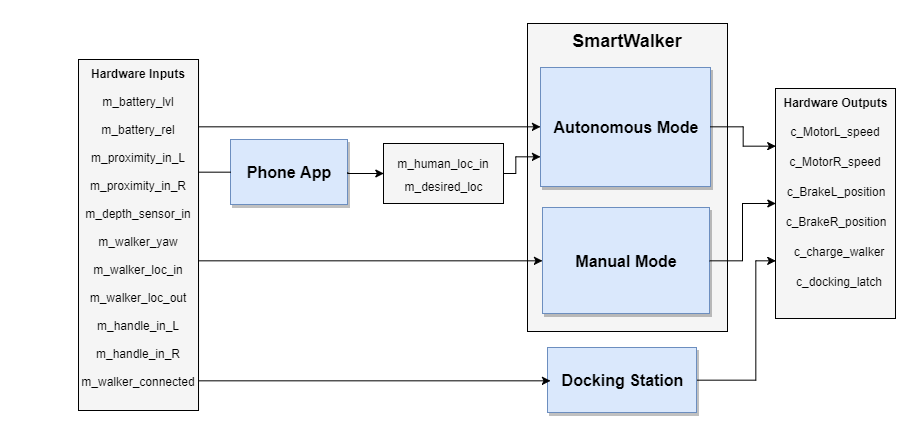 SmartWalker
Hardware Inputs
m_battery_lvl
m_battery_rel
m_proximity_in_L
m_proximity_in_R
m_depth_sensor_in
m_walker_yaw
m_walker_loc_in
m_walker_loc_out
m_handle_in_L
m_handle_in_R
m_walker_connected
Phone App
m_human_loc_in
m_desired_loc
Autonomous Mode
Manual Mode
Docking Station
Hardware Outputs
c_MotorL_speed
c_MotorR_speed
c_BrakeL_position
c_BrakeR_position
c_charge_walker
c_docking_latch